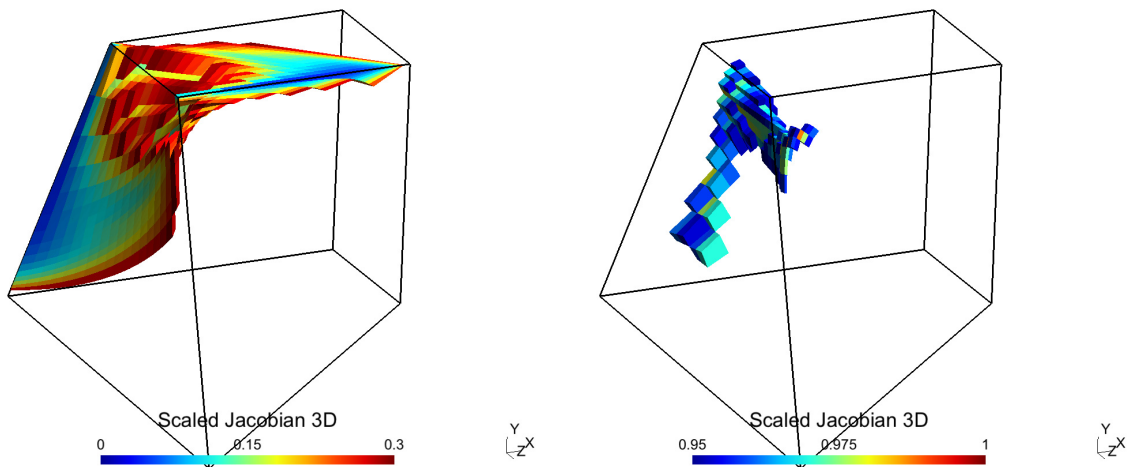 Scaled Jacobian 3D
0 0.15 0.3
Y
Z X
Scaled Jacobian 3D
0.95 0.975 1
Y
Z X